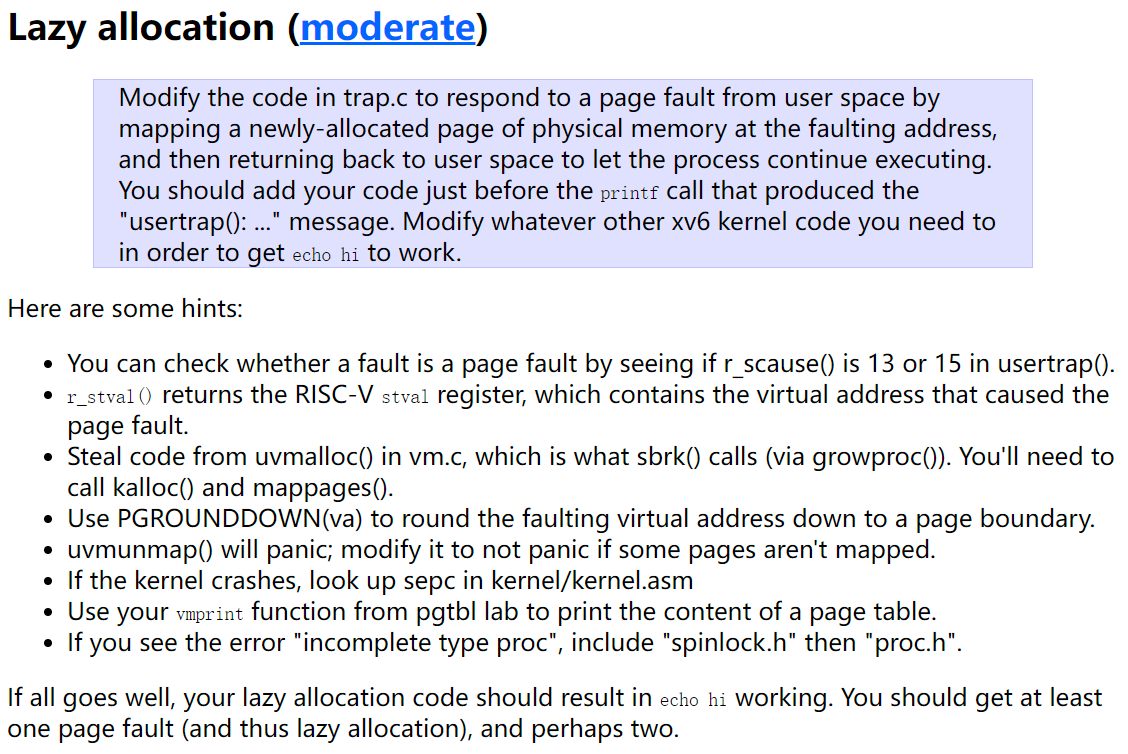 Lazy allocation (moderate)
Modify the code in trap.c to respond to a page fault from user space by
mapping a newly-allocated page of physical memory at the faulting address,
and then returning back to user space to let the process continue executing.
You should add your code just before the printf call that produced the
"usertrap(): ..." message. Modify whatever other xv6 kernel code you need to
in order to get echo hi to work.
Here are some hints:
• You can check whether a fault is a page fault by seeing if r_scause() is 13 or 15 in usertrap().
• r_stval() returns the RISC-V stval register, which contains the virtual address that caused the
page fault.
• Steal code from uvmalloc() in vm.c, which is what sbrk() calls (via growproc()). You'll need to
call kalloc() and mappages().
• Use PGROUNDDOWN(va) to round the faulting virtual address down to a page boundary.
• uvmunmap() will panic; modify it to not panic if some pages aren't mapped.
• If the kernel crashes, look up sepc in kernel/kernel.asm
• Use your vmprint function from pgtbl lab to print the content of a page table.
• If you see the error "incomplete type proc", include "spinlock.h" then "proc.h".
If all goes well, your lazy allocation code should result in echo hi working. You should get at least
one page fault (and thus lazy allocation), and perhaps two.